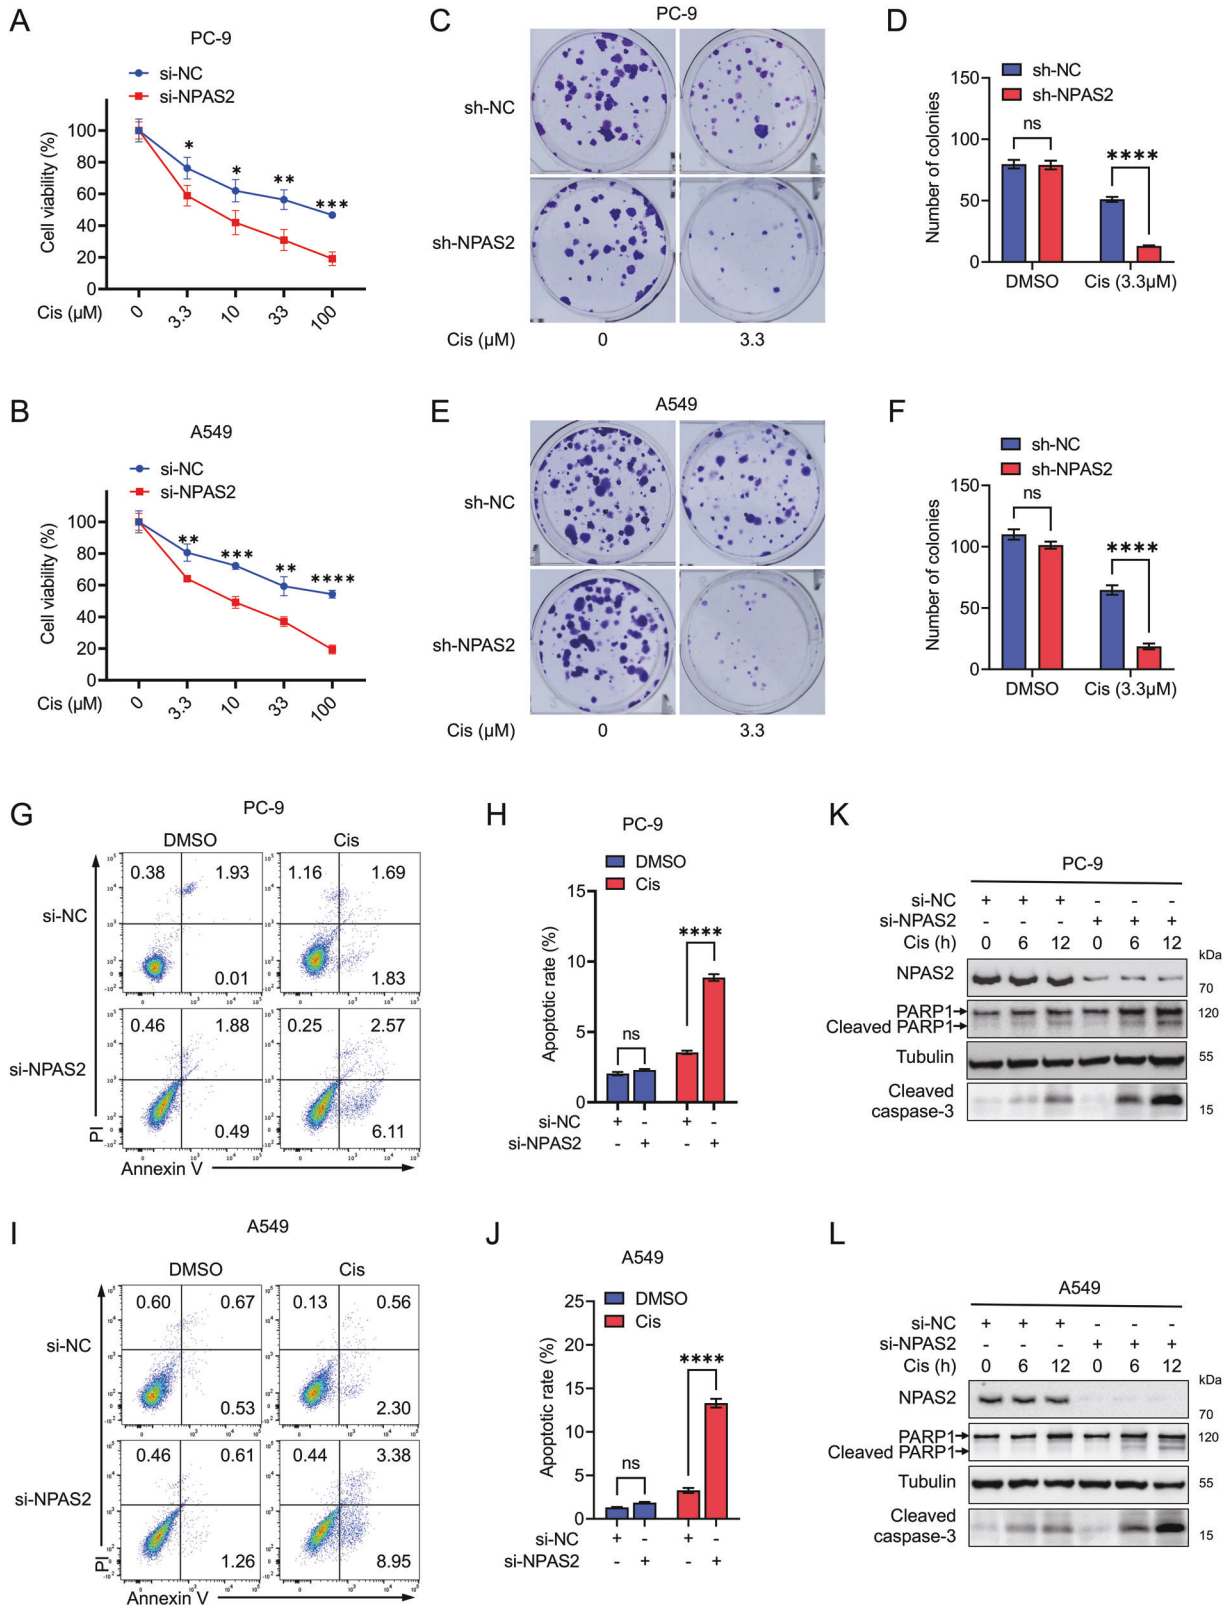 A
PC-9
si-NC
si-NPAS2
Cell viability (%)
100
80
60
40
20
0
* * ** ***
Cis (µM)
0 3.3 10 33 100
B
A549
si-NC
si-NPAS2
Cell viability (%)
100
80
60
40
20
0
** *** ** ****
Cis (µM)
0 3.3 10 33 100
C
PC-9
sh-NC
sh-NPAS2
Cis (µM) 0 3.3
D
sh-NC
sh-NPAS2
Number of colonies
150
100
50
0
ns ****
DMSO Cis (3.3µM)
E
A549
sh-NC
sh-NPAS2
Cis (µM) 0 3.3
F
sh-NC
sh-NPAS2
Number of colonies
150
100
50
0
ns ****
DMSO Cis (3.3µM)
G
PC-9
DMSO Cis
si-NC
0.38 1.93 1.16 1.69
0.01 1.83
si-NPAS2
0.46 1.88 0.25 2.57
0.49 6.11
PI
Annexin V
H
PC-9
DMSO
Cis
Apoptotic rate (%)
15
10
5
0
ns ****
si-NC + - + -
si-NPAS2 - + - +
I
A549
DMSO Cis
si-NC
0.60 0.67 0.13 0.56
0.53 2.30
si-NPAS2
0.46 0.61 0.44 3.38
1.26 8.95
PI
Annexin V
J
A549
DMSO
Cis
Apoptotic rate (%)
25
20
15
10
5
0
ns ****
si-NC + - + -
si-NPAS2 - + - +
K
PC-9
si-NC + + + - - -
si-NPAS2 - - - + + +
Cis (h) 0 6 12 0 6 12
kDa
NPAS2 70
PARP1 120
Cleaved PARP1
Tubulin 55
Cleaved
caspase-3 15
L
A549
si-NC + + + - - -
si-NPAS2 - - - + + +
Cis (h) 0 6 12 0 6 12
kDa
NPAS2 70
PARP1 120
Cleaved PARP1
Tubulin 55
Cleaved
caspase-3 15